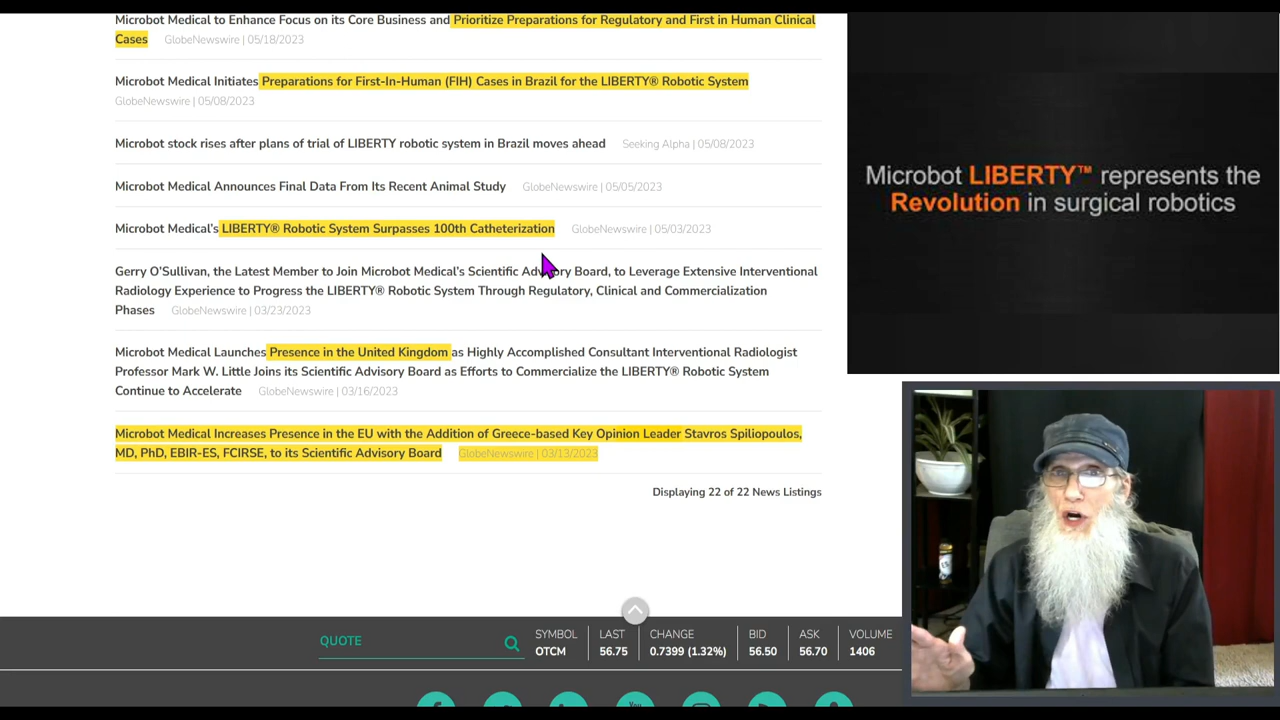 Microbot Medical to Enhance Focus on its Core Business and Prioritize Preparations for Regulatory and First in Human Clinical
Cases GlobeNewswire | 05/18/2023
Microbot Medical Initiates Preparations for First-In-Human (FIH) Cases in Brazil for the LIBERTY® Robotic System
GlobeNewswire | 05/08/2023
Microbot stock rises after plans of trial of LIBERTY robotic system in Brazil moves ahead Seeking Alpha | 05/08/2023
Microbot Medical Announces Final Data From Its Recent Animal Study GlobeNewswire | 05/05/2023
Microbot Medical's LIBERTY® Robotic System Surpasses 100th Catheterization GlobeNewswire | 05/03/2023
Gerry O'Sullivan, the Latest Member to Join Microbot Medical's Scientific Advisory Board, to Leverage Extensive Interventional
Radiology Experience to Progress the LIBERTY® Robotic System Through Regulatory, Clinical and Commercialization
Phases GlobeNewswire | 03/23/2023
Microbot Medical Launches Presence in the United Kingdom as Highly Accomplished Consultant Interventional Radiologist
Professor Mark W. Little Joins its Scientific Advisory Board as Efforts to Commercialize the LIBERTY® Robotic System
Continue to Accelerate GlobeNewswire | 03/16/2023
Microbot Medical Increases Presence in the EU with the Addition of Greece-based Key Opinion Leader Stavros Spiliopoulos,
MD, PhD, EBIR-ES, FCIRSE, to its Scientific Advisory Board GlobeNewswire | 03/13/2023
Displaying 22 of 22 News Listings
Microbot LIBERTY™ represents the
Revolution in surgical robotics
QUOTE
SYMBOL LAST CHANGE BID ASK VOLUME
OTCM 56.75 0.7399 (1.32%) 56.50 56.70 1406
You